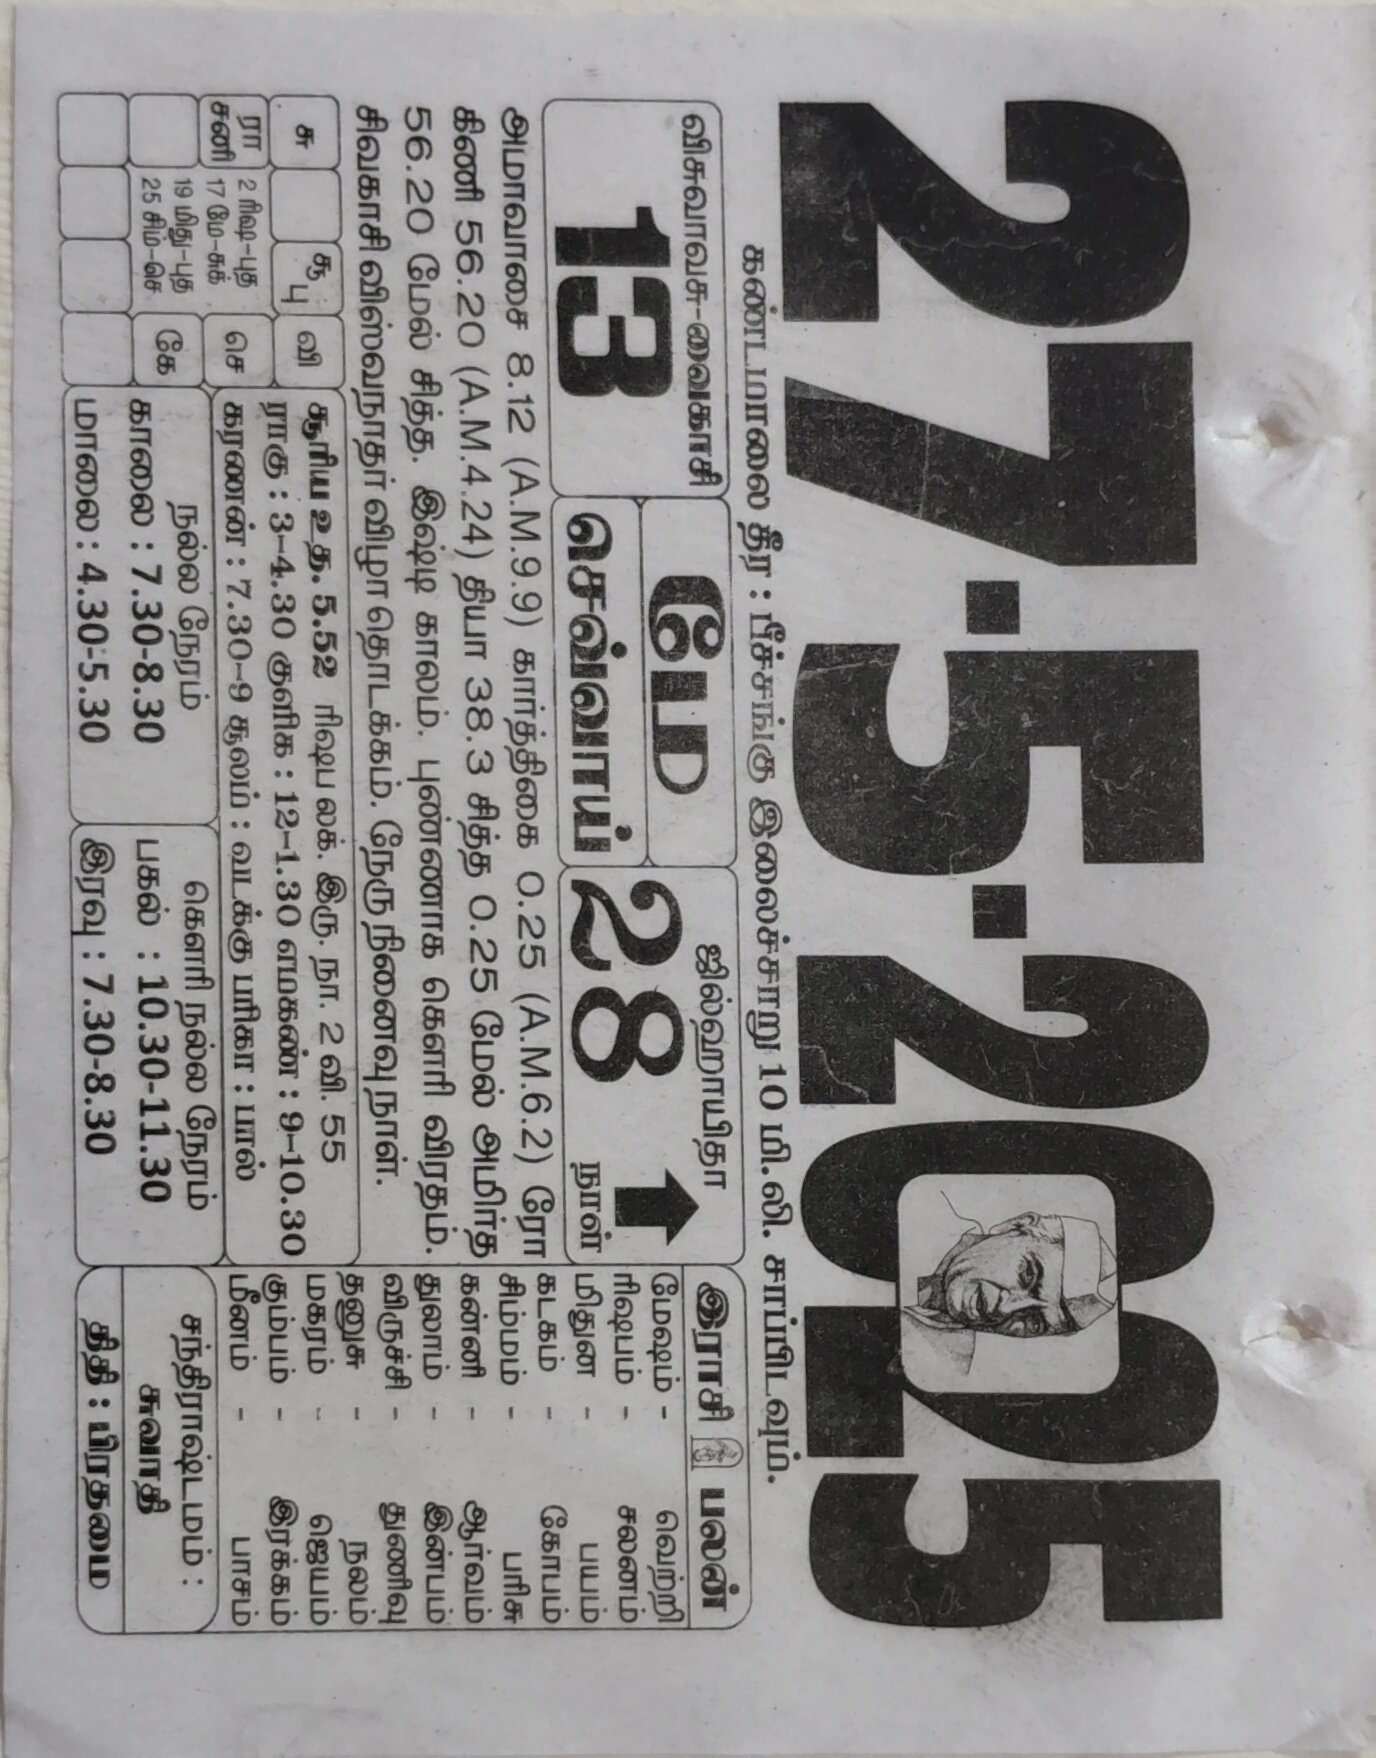 27-5-2025
கண்டமாலை தீர : பீச்சங்கு இலைச்சாறு 10 மி.லி. சாப்பிடவும்.
விசுவாவசு-வைகாசி
13
மே
செவ்வாய்
ஜில்ஹாயிதா
28
நாள்
அமாவாசை 8.12 (A.M.9.9) கார்த்திகை 0.25 (A.M.6.2) ரோ
கிணி 56.20 (A.M.4.24) தியா 38.3 சித்த 0.25 மேல் அமிர்த
56.20 மேல் சித்த. இஷ்டி காலம். புண்ணாக கௌரி விரதம்.
சிவகாசி விஸ்வநாதர் விழா தொடக்கம். நேரு நினைவு நாள்.
சு
சூ
பு
வி
ரா
சனி
2 ரிஷ-புத
17 மே-சுக்
19 மிது-புத
25 சிம்-செ
செ
கே
சூரிய உத. 5.52 ரிஷப லக். இரு. நா. 2 வி. 55
ராகு : 3-4.30 குளிக : 12-1.30 எமகண் : 9-10.30
கரணன் : 7.30-9 சூலம் : வடக்கு பரிகா : பால்
நல்ல நேரம்
காலை : 7.30-8.30
மாலை : 4.30-5.30
கௌரி நல்ல நேரம்
பகல் : 10.30-11.30
இரவு : 7.30-8.30
இராசி பலன்
மேஷம் - வெற்றி
ரிஷபம் - சலனம்
மிதுன - பயம்
கடகம் - கோபம்
சிம்மம் - பரிசு
கன்னி - ஆர்வம்
துலாம் - இன்பம்
விருச்சி - துணிவு
தனுசு - நலம்
மகரம் - ஜெயம்
கும்பம் - இரக்கம்
மீனம் - பாசம்
சந்திராஷ்டமம் :
சுவாதி
திதி : பிரதமை